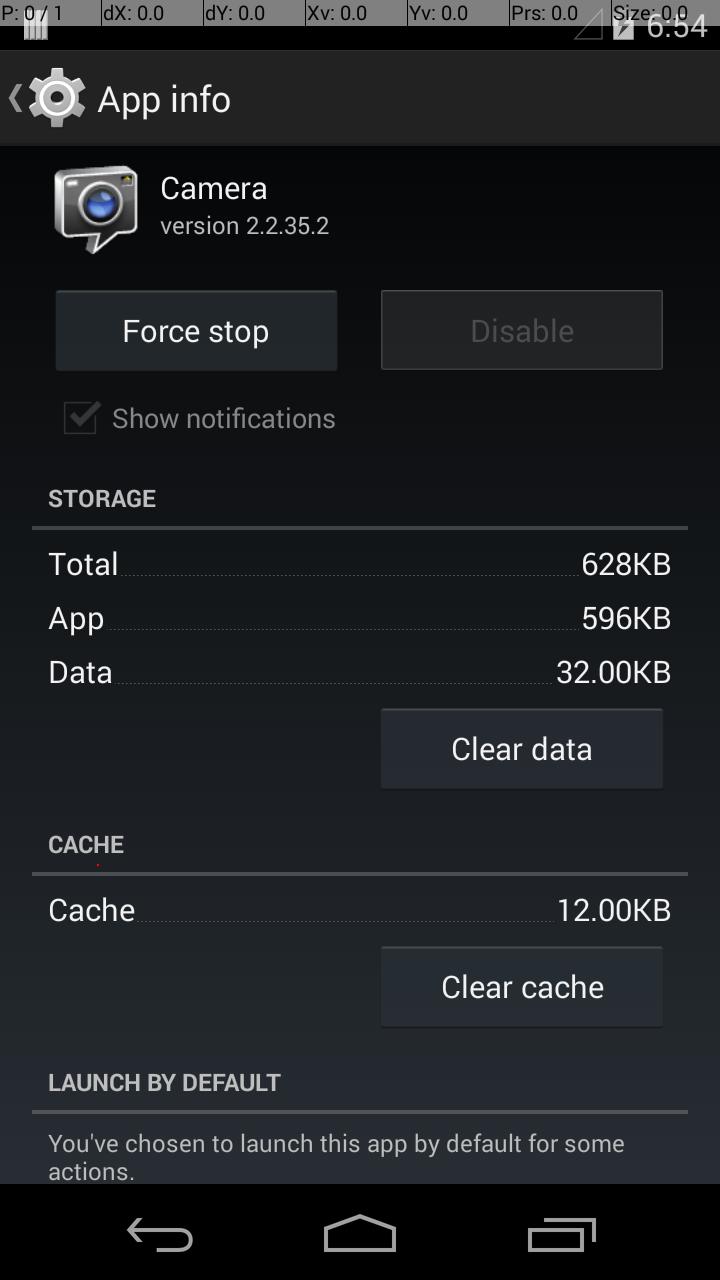 P: 0 / 1 dX: 0.0 dY: 0.0 Xv: 0.0 Yv: 0.0 Prs: 0.0 Size: 0.0
6:54
App info
Camera
version 2.2.35.2
Force stop Disable
Show notifications
STORAGE
Total 628KB
App 596KB
Data 32.00KB
Clear data
CACHE
Cache 12.00KB
Clear cache
LAUNCH BY DEFAULT
You've chosen to launch this app by default for some
actions.